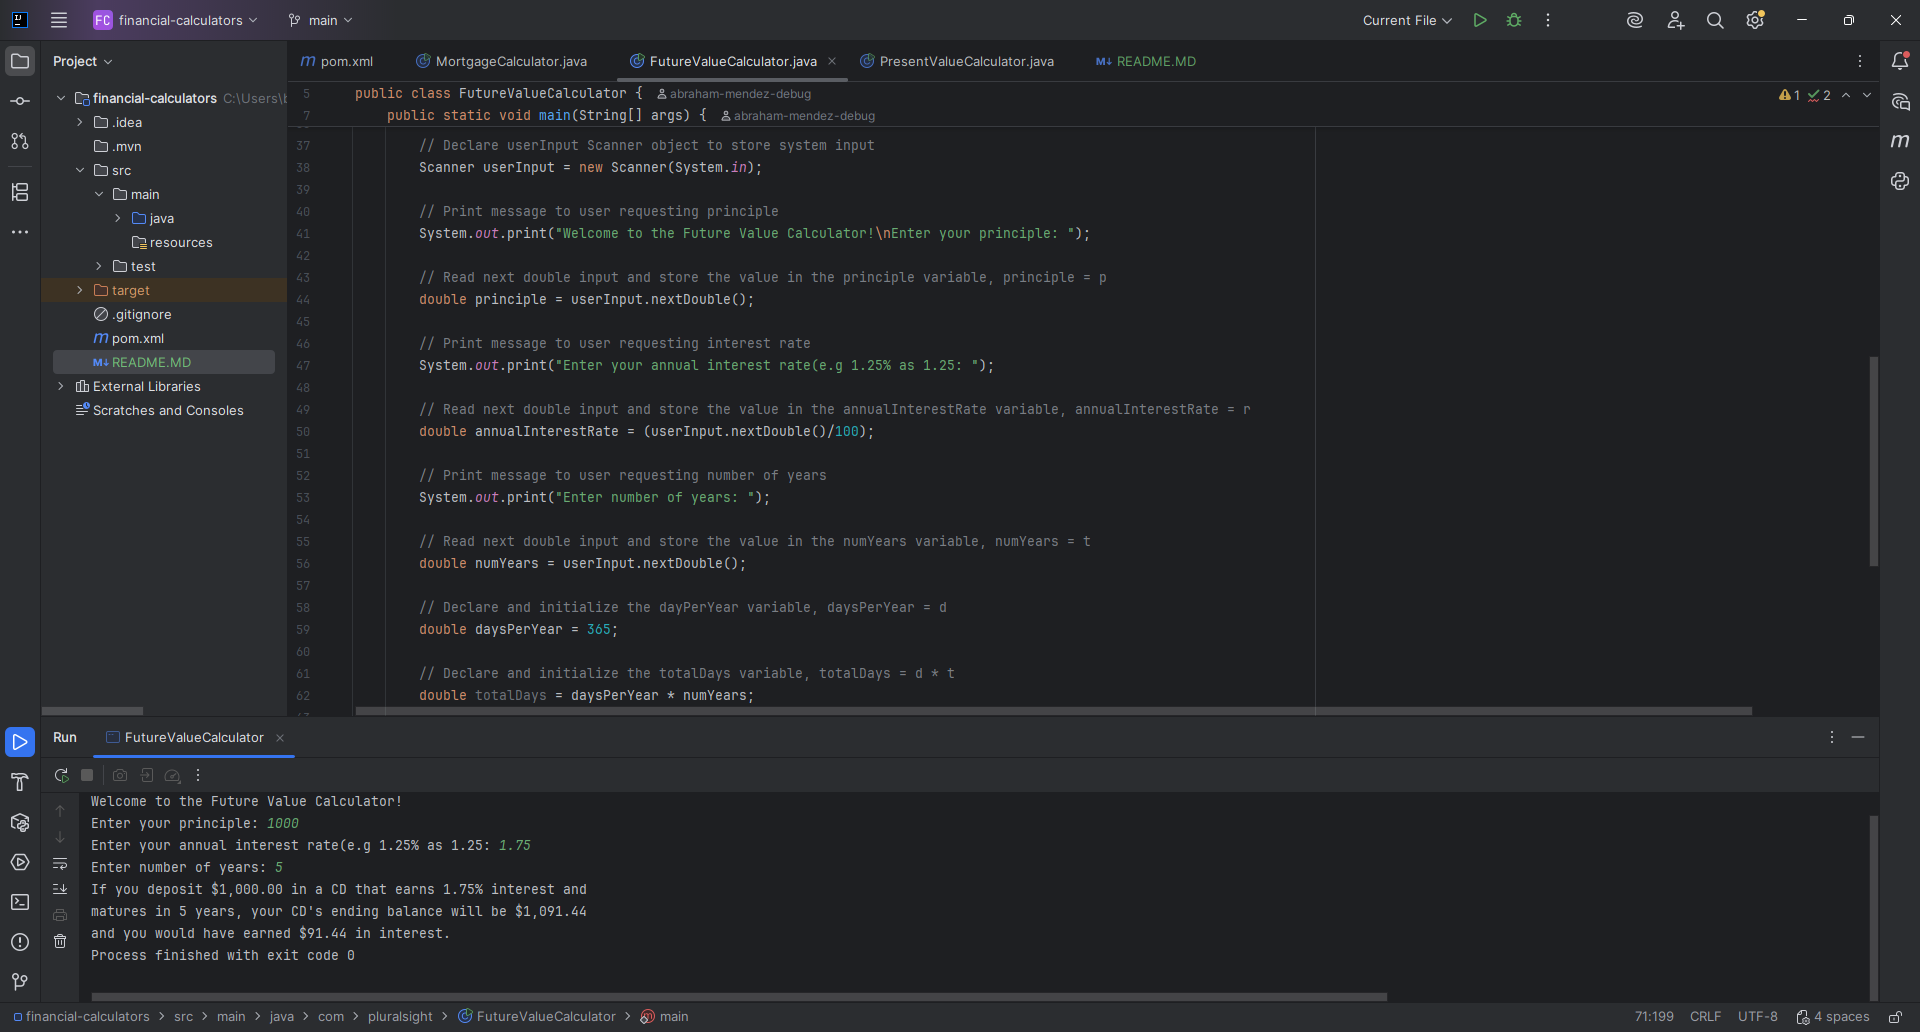 FC financial-calculators main Current File
Project
pom.xml MortgageCalculator.java FutureValueCalculator.java PresentValueCalculator.java M↓ README.MD
financial-calculators C:\Users\
.idea
.mvn
src
main
java
resources
test
target
.gitignore
pom.xml
M↓ README.MD
External Libraries
Scratches and Consoles
1 2
5 public class FutureValueCalculator { abraham-mendez-debug
7 public static void main(String[] args) { abraham-mendez-debug
37 // Declare userInput Scanner object to store system input
38 Scanner userInput = new Scanner(System.in);
39
40 // Print message to user requesting principle
41 System.out.print("Welcome to the Future Value Calculator!\nEnter your principle: ");
42
43 // Read next double input and store the value in the principle variable, principle = p
44 double principle = userInput.nextDouble();
45
46 // Print message to user requesting interest rate
47 System.out.print("Enter your annual interest rate(e.g 1.25% as 1.25: ");
48
49 // Read next double input and store the value in the annualInterestRate variable, annualInterestRate = r
50 double annualInterestRate = (userInput.nextDouble()/100);
51
52 // Print message to user requesting number of years
53 System.out.print("Enter number of years: ");
54
55 // Read next double input and store the value in the numYears variable, numYears = t
56 double numYears = userInput.nextDouble();
57
58 // Declare and initialize the dayPerYear variable, daysPerYear = d
59 double daysPerYear = 365;
60
61 // Declare and initialize the totalDays variable, totalDays = d * t
62 double totalDays = daysPerYear * numYears;
Run FutureValueCalculator
Welcome to the Future Value Calculator!
Enter your principle: 1000
Enter your annual interest rate(e.g 1.25% as 1.25: 1.75
Enter number of years: 5
If you deposit $1,000.00 in a CD that earns 1.75% interest and
matures in 5 years, your CD's ending balance will be $1,091.44
and you would have earned $91.44 in interest.
Process finished with exit code 0
financial-calculators > src > main > java > com > pluralsight > FutureValueCalculator > main 71:199 CRLF UTF-8 4 spaces